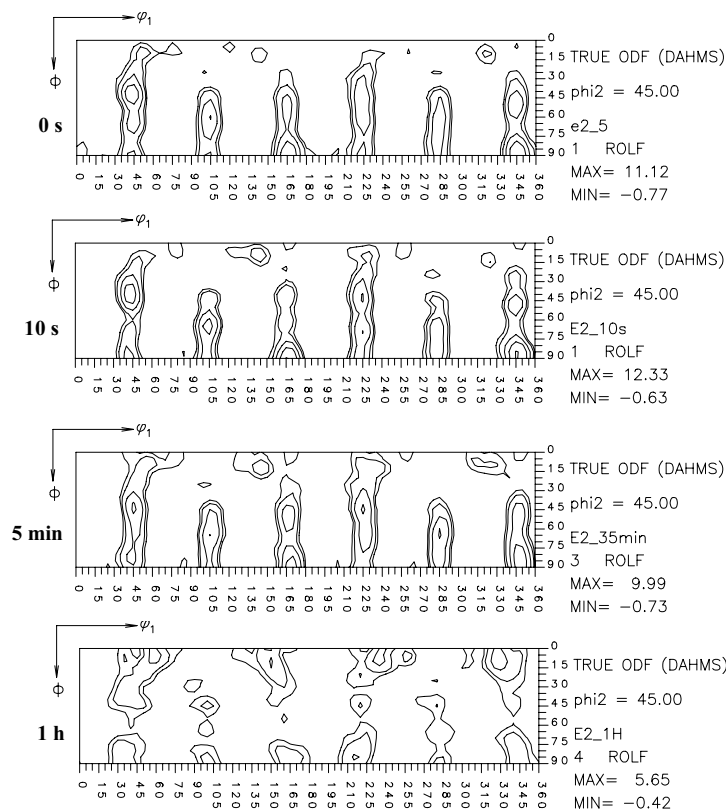 φ1
Φ
0 s
0
15
30
45
60
75
90
0 15 30 45 60 75 90 105 120 135 150 165 180 195 210 225 240 255 270 285 300 315 330 345 360
TRUE ODF (DAHMS)
phi2 = 45.00
e2_5
1 ROLF
MAX= 11.12
MIN= -0.77
φ1
Φ
10 s
0
15
30
45
60
75
90
0 15 30 45 60 75 90 105 120 135 150 165 180 195 210 225 240 255 270 285 300 315 330 345 360
TRUE ODF (DAHMS)
phi2 = 45.00
E2_10s
1 ROLF
MAX= 12.33
MIN= -0.63
φ1
Φ
5 min
0
15
30
45
60
75
90
0 15 30 45 60 75 90 105 120 135 150 165 180 195 210 225 240 255 270 285 300 315 330 345 360
TRUE ODF (DAHMS)
phi2 = 45.00
E2_35min
3 ROLF
MAX= 9.99
MIN= -0.73
φ1
Φ
1 h
0
15
30
45
60
75
90
0 15 30 45 60 75 90 105 120 135 150 165 180 195 210 225 240 255 270 285 300 315 330 345 360
TRUE ODF (DAHMS)
phi2 = 45.00
E2_1H
4 ROLF
MAX= 5.65
MIN= -0.42